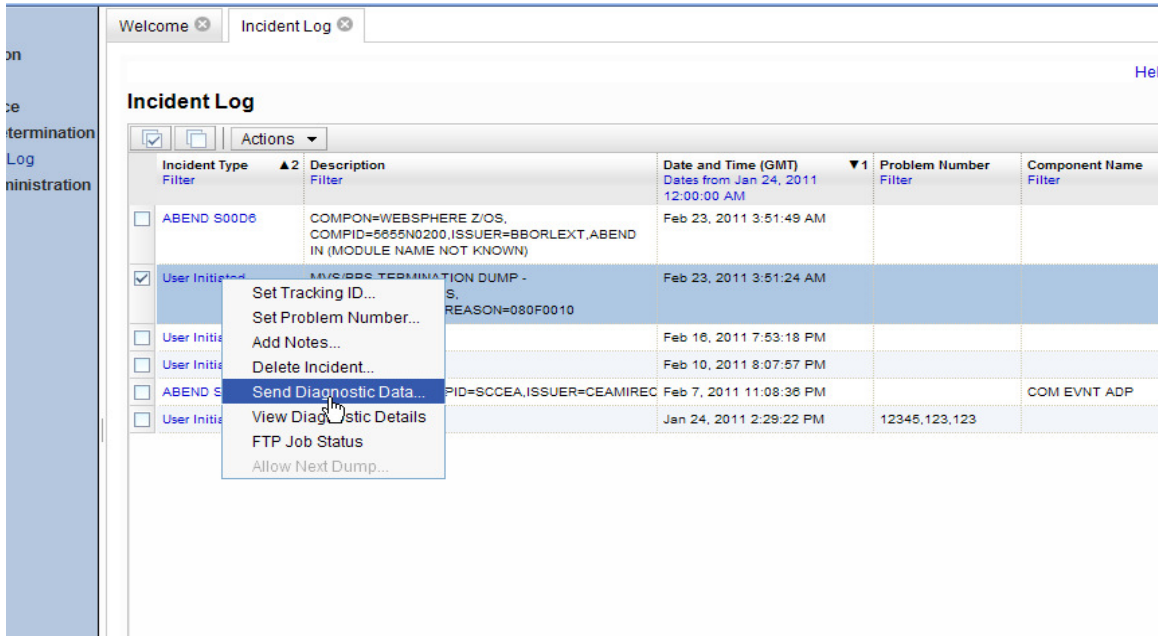 Welcome
Incident Log
on
Hel
ce
Incident Log
termination
Actions
Log
Incident Type ▲2 Description Date and Time (GMT) ▼1 Problem Number Component Name
ministration
Filter Filter Dates from Jan 24, 2011 Filter Filter
12:00:00 AM
ABEND S00D6 COMPON=WEBSPHERE Z/OS, Feb 23, 2011 3:51:49 AM
COMPID=5655N0200,ISSUER=BBORLEXT,ABEND
IN (MODULE NAME NOT KNOWN)
User Initiated MVS/RRS TERMINATION DUMP - Feb 23, 2011 3:51:24 AM
Set Tracking ID... S,
Set Problem Number... REASON=080F0010
User Initia Feb 16, 2011 7:53:18 PM
Add Notes...
User Initia Feb 10, 2011 8:07:57 PM
Delete Incident...
ABEND S PID=SCCEA,ISSUER=CEAMIREC Feb 7, 2011 11:08:36 PM COM EVNT ADP
Send Diagnostic Data...
User Initia Jan 24, 2011 2:29:22 PM 12345,123,123
View Diagnostic Details
FTP Job Status
Allow Next Dump...